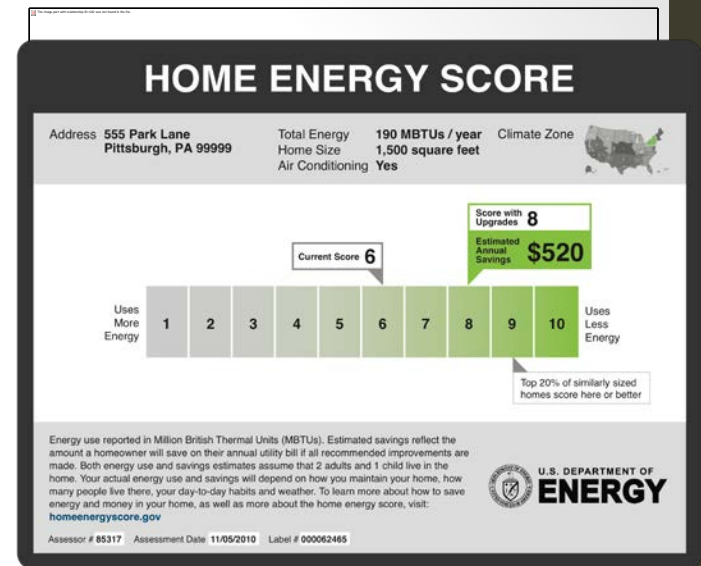 HOME ENERGY SCORE
Address 555 Park Lane
Pittsburgh, PA 99999
Total Energy 190 MBTUs / year
Home Size 1,500 square feet
Air Conditioning Yes
Climate Zone
Score with
Upgrades 8
Estimated
Annual
Savings $520
Current Score 6
Uses
More
Energy
1 2 3 4 5 6 7 8 9 10
Uses
Less
Energy
Top 20% of similarly sized
homes score here or better
Energy use reported in Million British Thermal Units (MBTUs). Estimated savings reflect the
amount a homeowner will save on their annual utility bill if all recommended improvements are
made. Both energy use and savings estimates assume that 2 adults and 1 child live in the
home. Your actual energy use and savings will depend on how you maintain your home, how
many people live there, your day-to-day habits and weather. To learn more about how to save
energy and money in your home, as well as more about the home energy score, visit:
homeenergyscore.gov
U.S. DEPARTMENT OF
ENERGY
Assessor # 85317 Assessment Date 11/05/2010 Label # 000062465